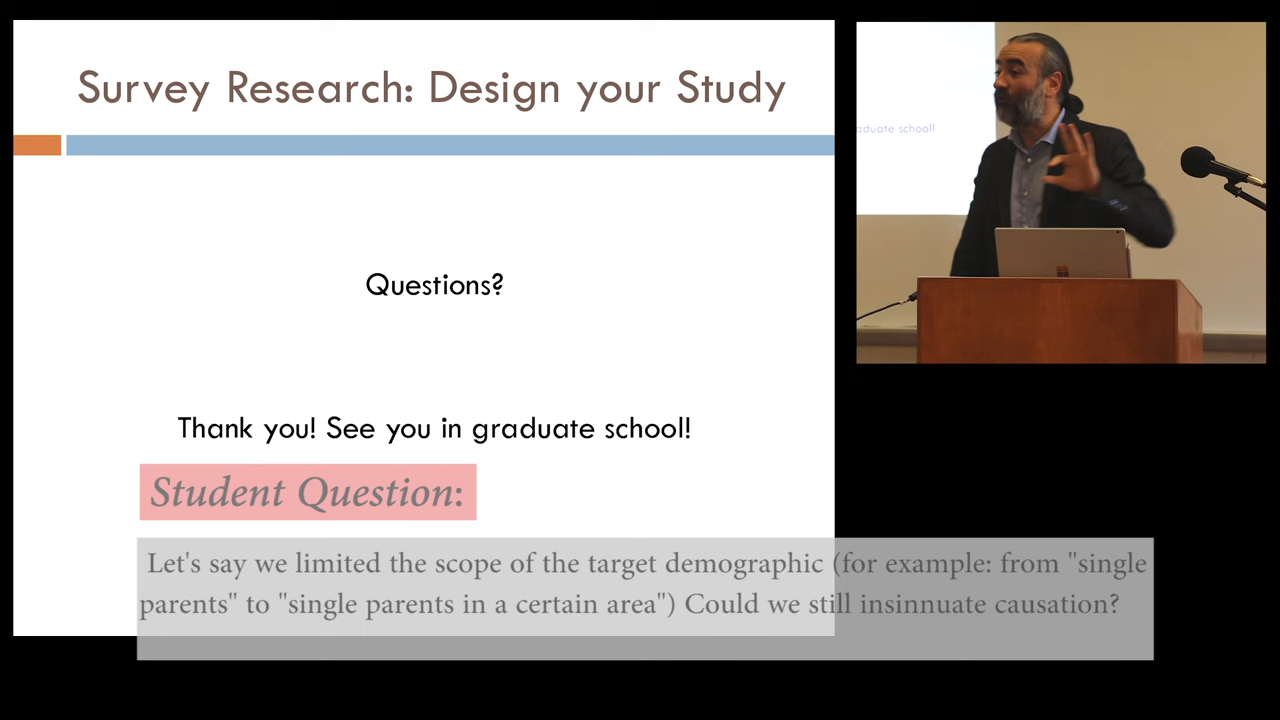 Survey Research: Design your Study
Questions?
Thank you! See you in graduate school!
Student Question:
Let's say we limited the scope of the target demographic (for example: from "single
parents" to "single parents in a certain area") Could we still insinnuate causation?
aduate school!